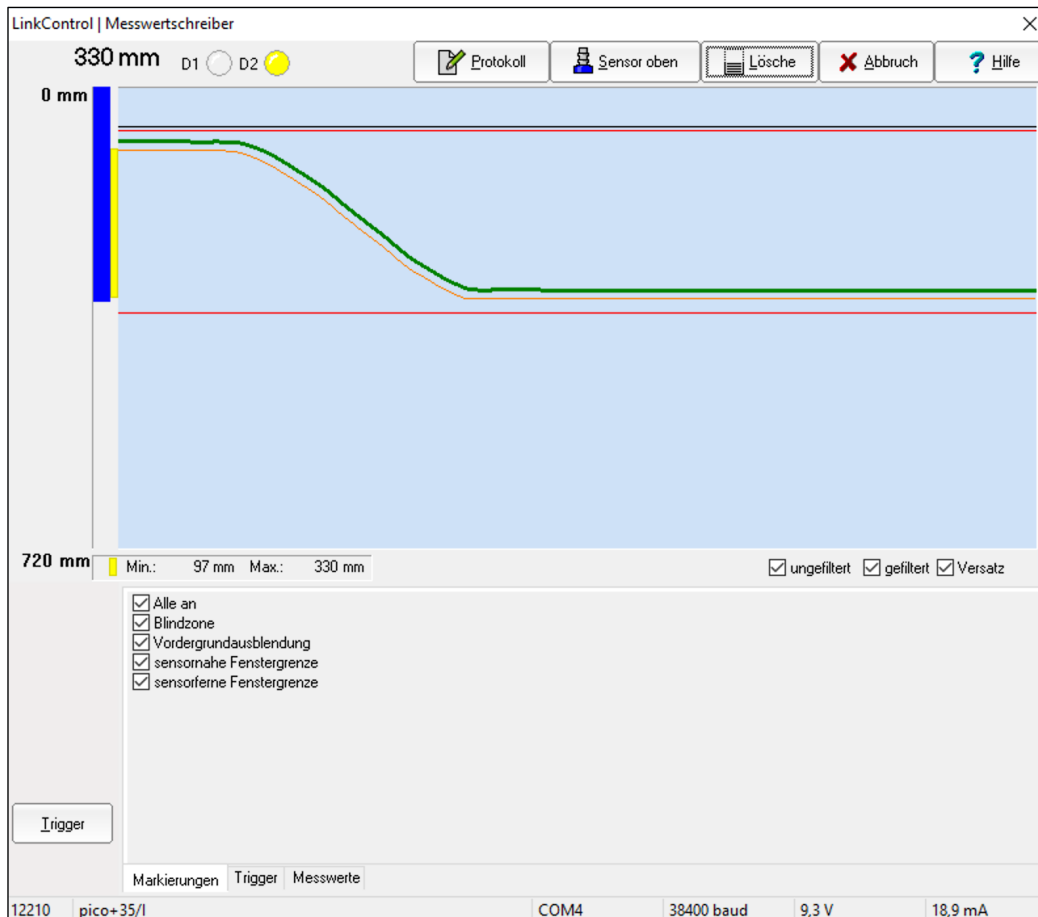 LinkControl | Messwertschreiber
330 mm D1 D2 Protokoll Sensor oben Lösche Abbruch Hilfe
0 mm
720 mm Min.: 97 mm Max.: 330 mm ungefiltert gefiltert Versatz
Alle an
Blindzone
Vordergrundausblendung
sensornahe Fenstergrenze
sensorferne Fenstergrenze
Trigger
Markierungen Trigger Messwerte
12210 pico+35/I COM4 38400 baud 9,3 V 18,9 mA